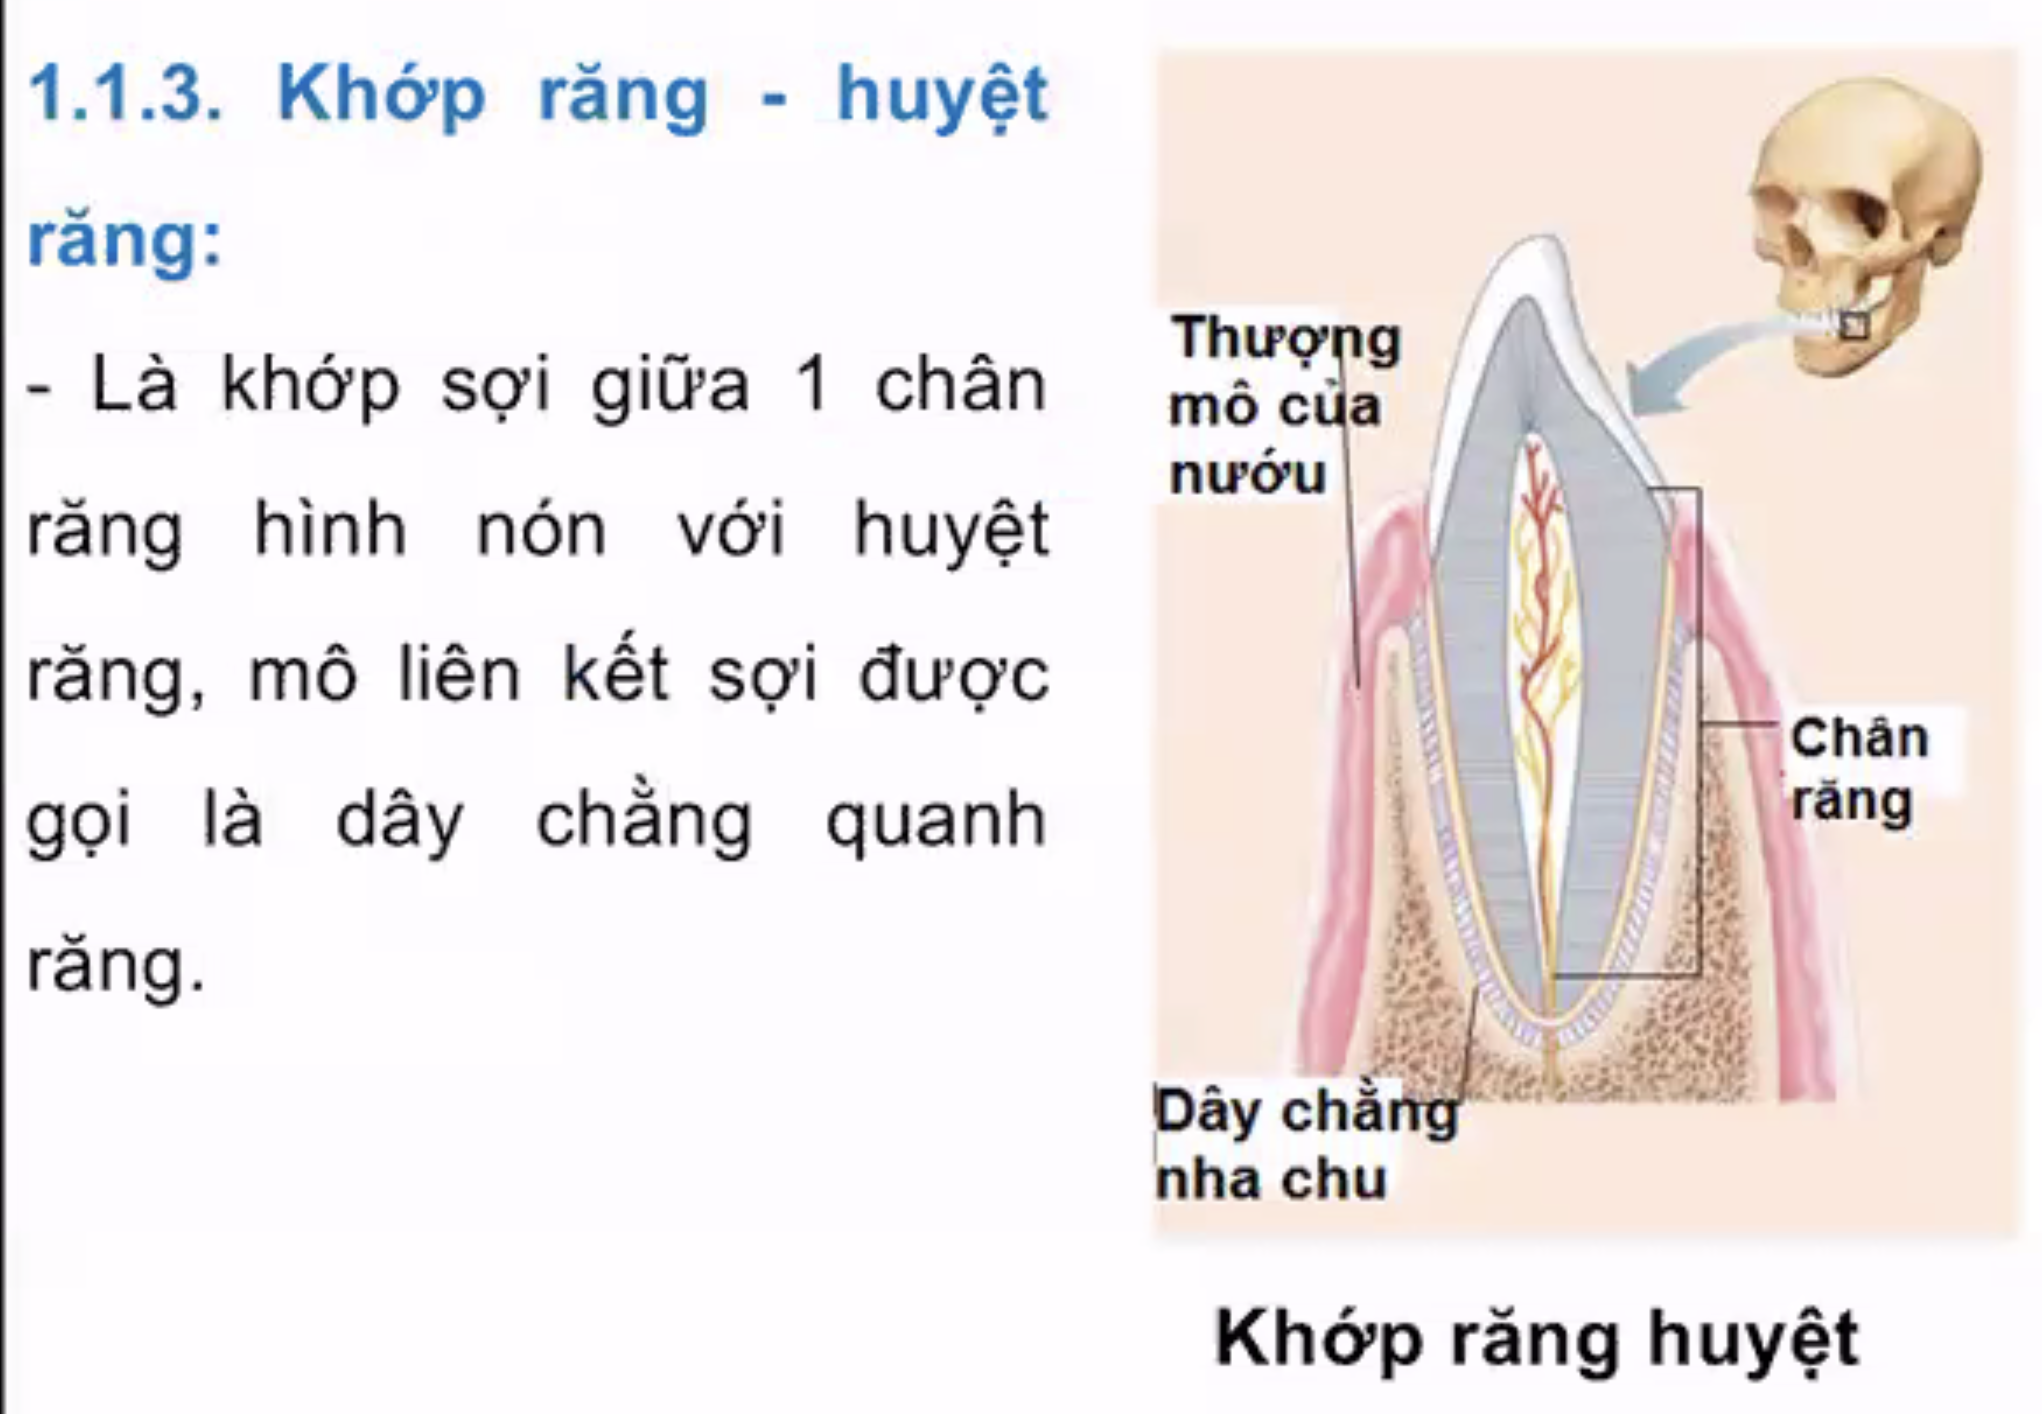 1.1.3. Khớp răng - huyệt
răng:
- Là khớp sợi giữa 1 chân
răng hình nón với huyệt
răng, mô liên kết sợi được
gọi là dây chằng quanh
răng.
Thượng
mô của
nướu
Chân
răng
Dây chằng
nha chu
Khớp răng huyệt